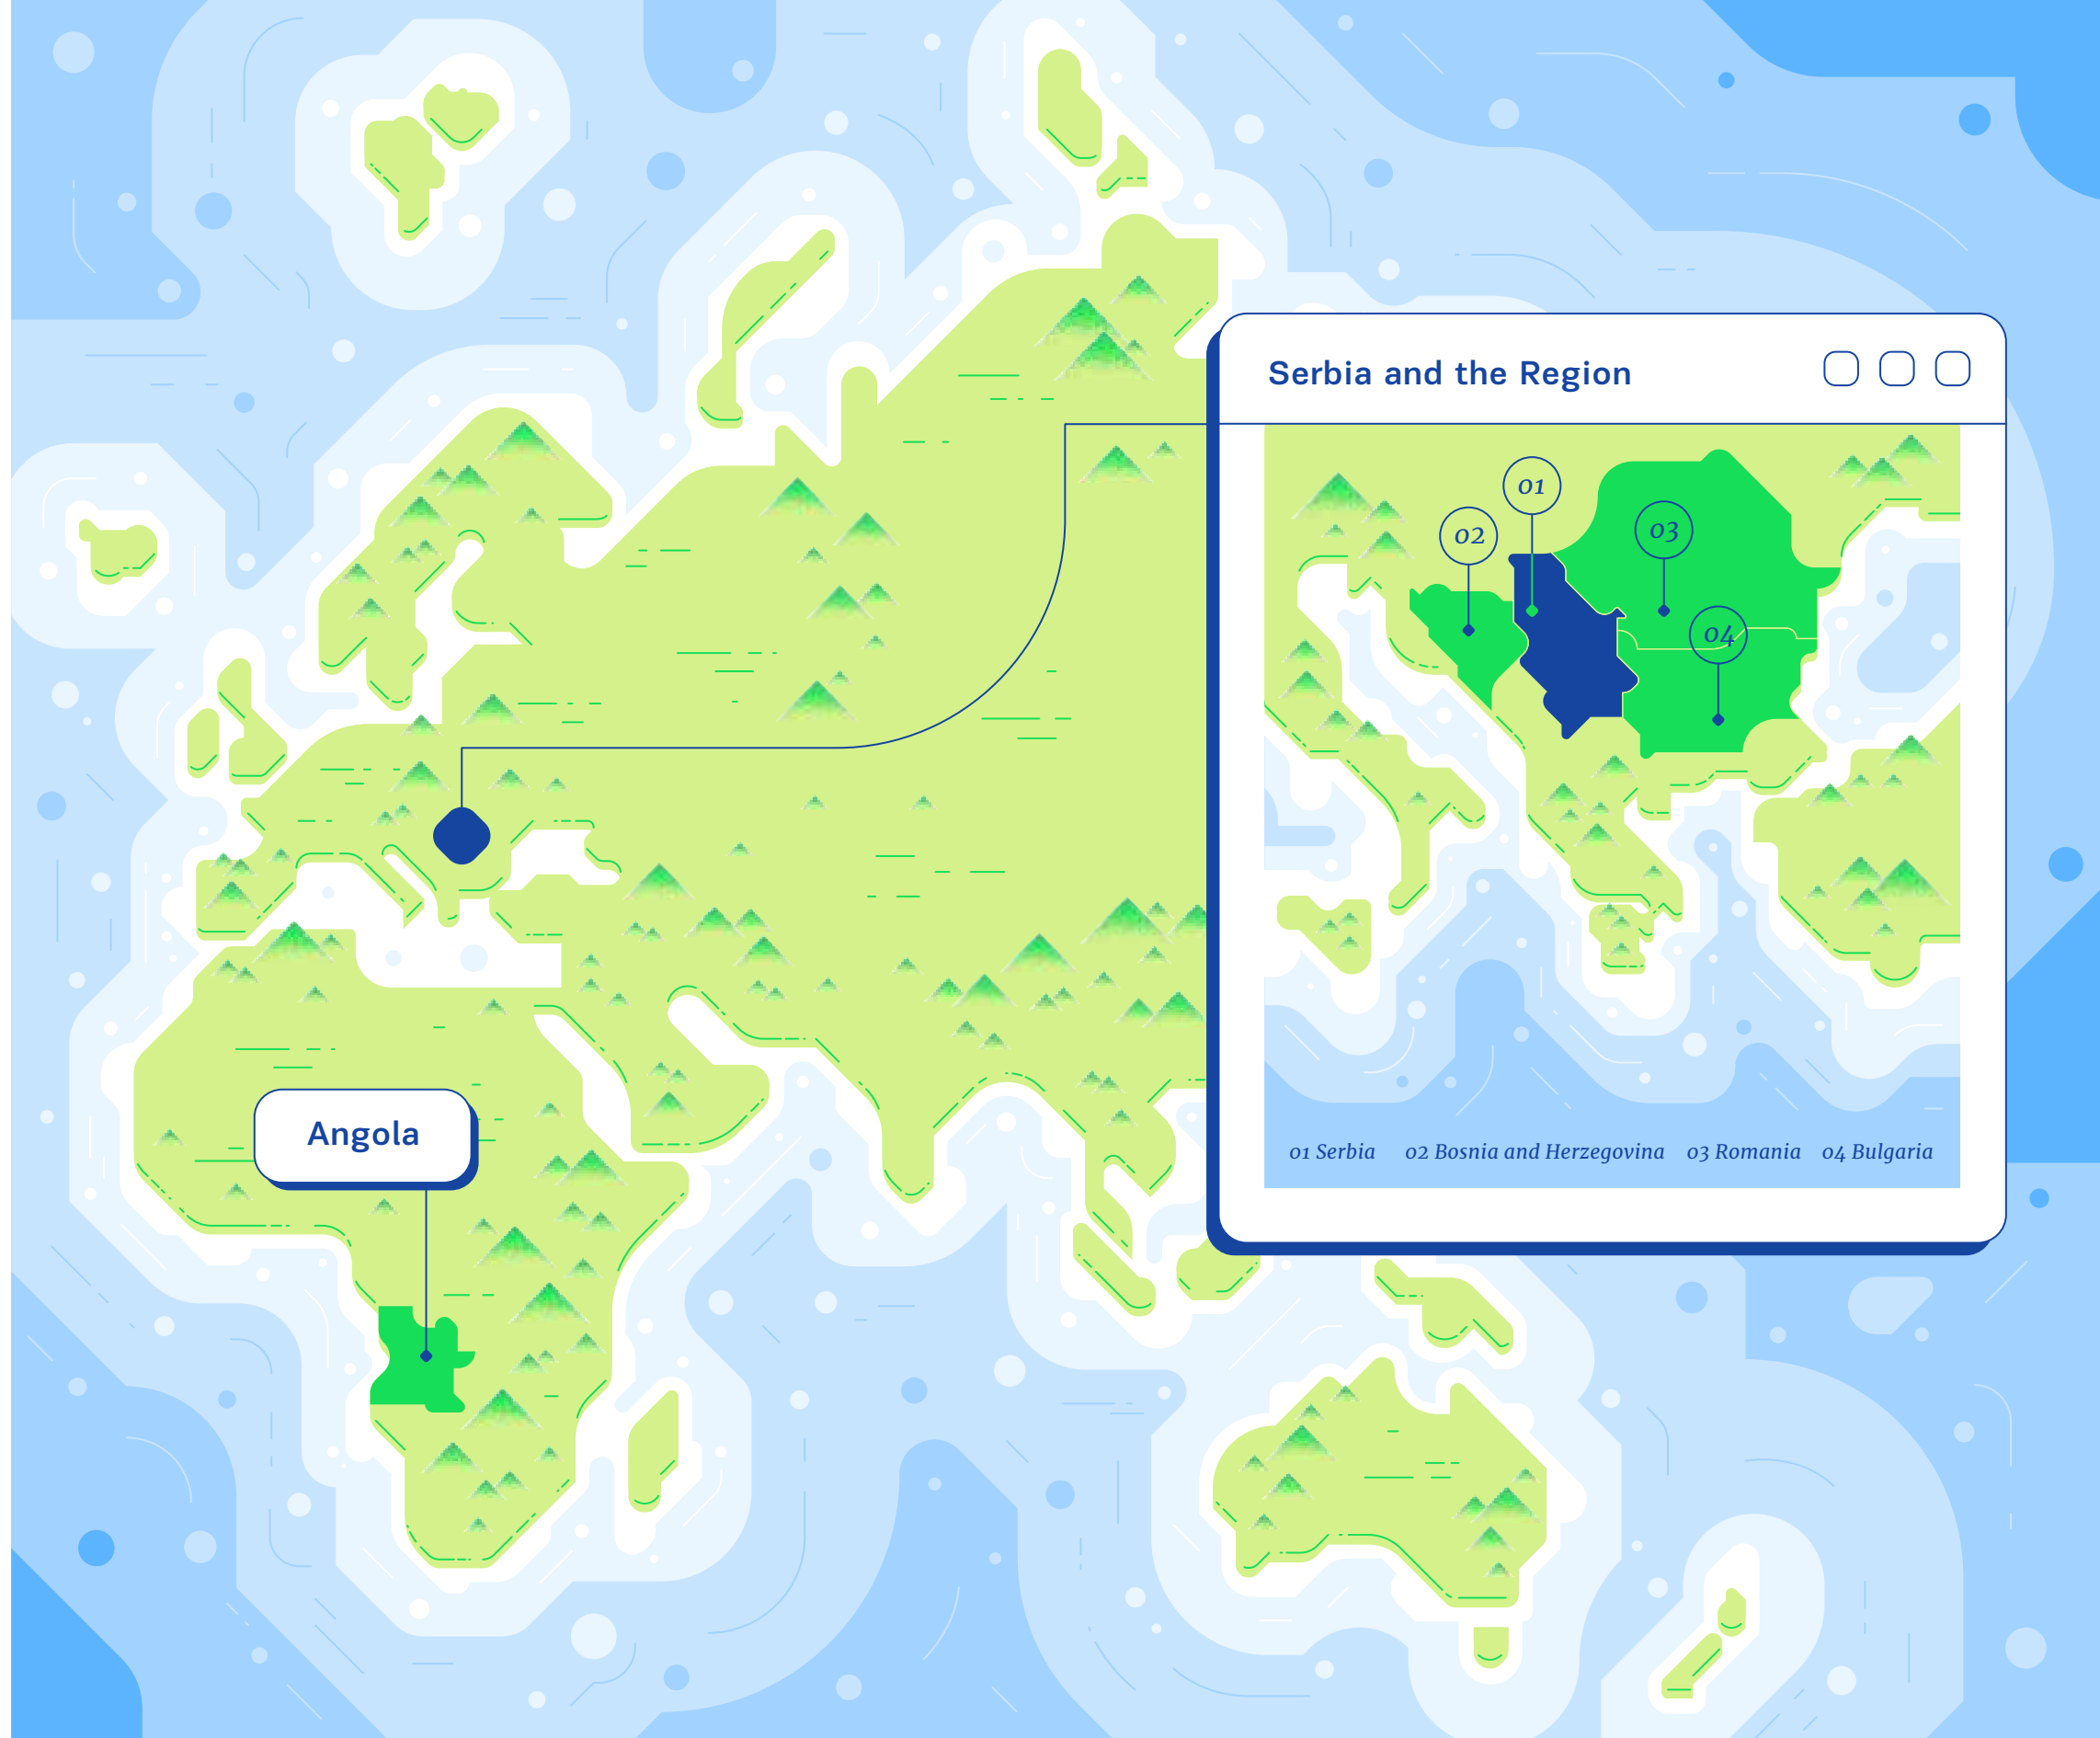 Serbia and the Region
01
02
03
04
Angola
01 Serbia 02 Bosnia and Herzegovina 03 Romania 04 Bulgaria